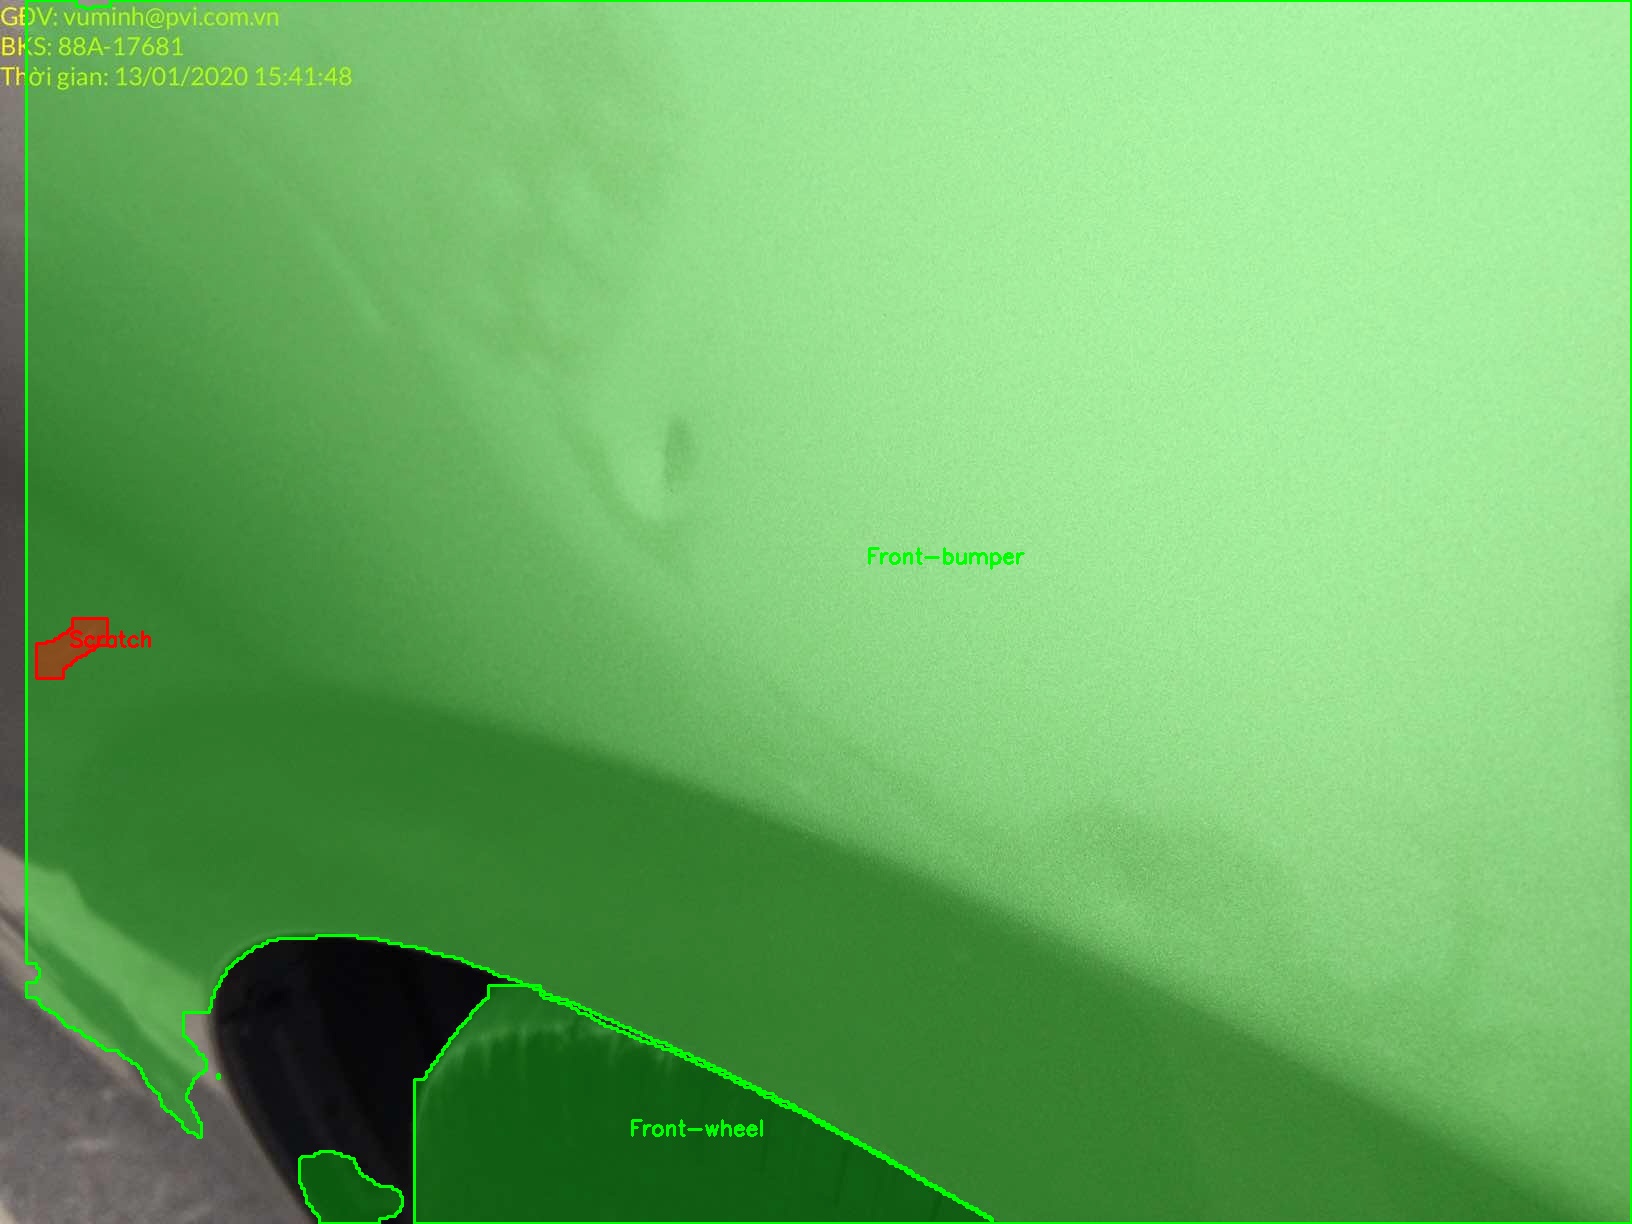 GĐV: vuminh@pvi.com.vn
BKS: 88A-17681
Thời gian: 13/01/2020 15:41:48
Front-bumper
Scratch
Front-wheel